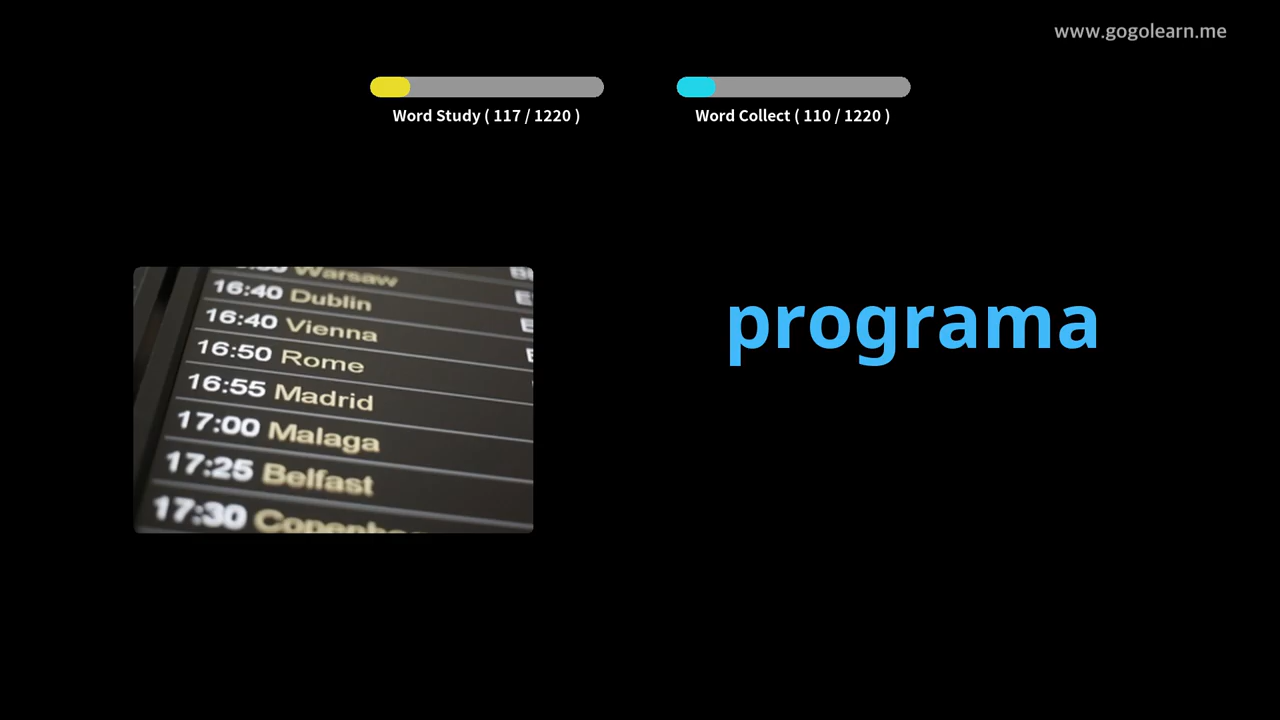 www.gogolearn.me
Word Study ( 117 / 1220 )
Word Collect ( 110 / 1220 )
programa
Warsaw
16:40 Dublin
16:40 Vienna
16:50 Rome
16:55 Madrid
17:00 Malaga
17:25 Belfast
17:30